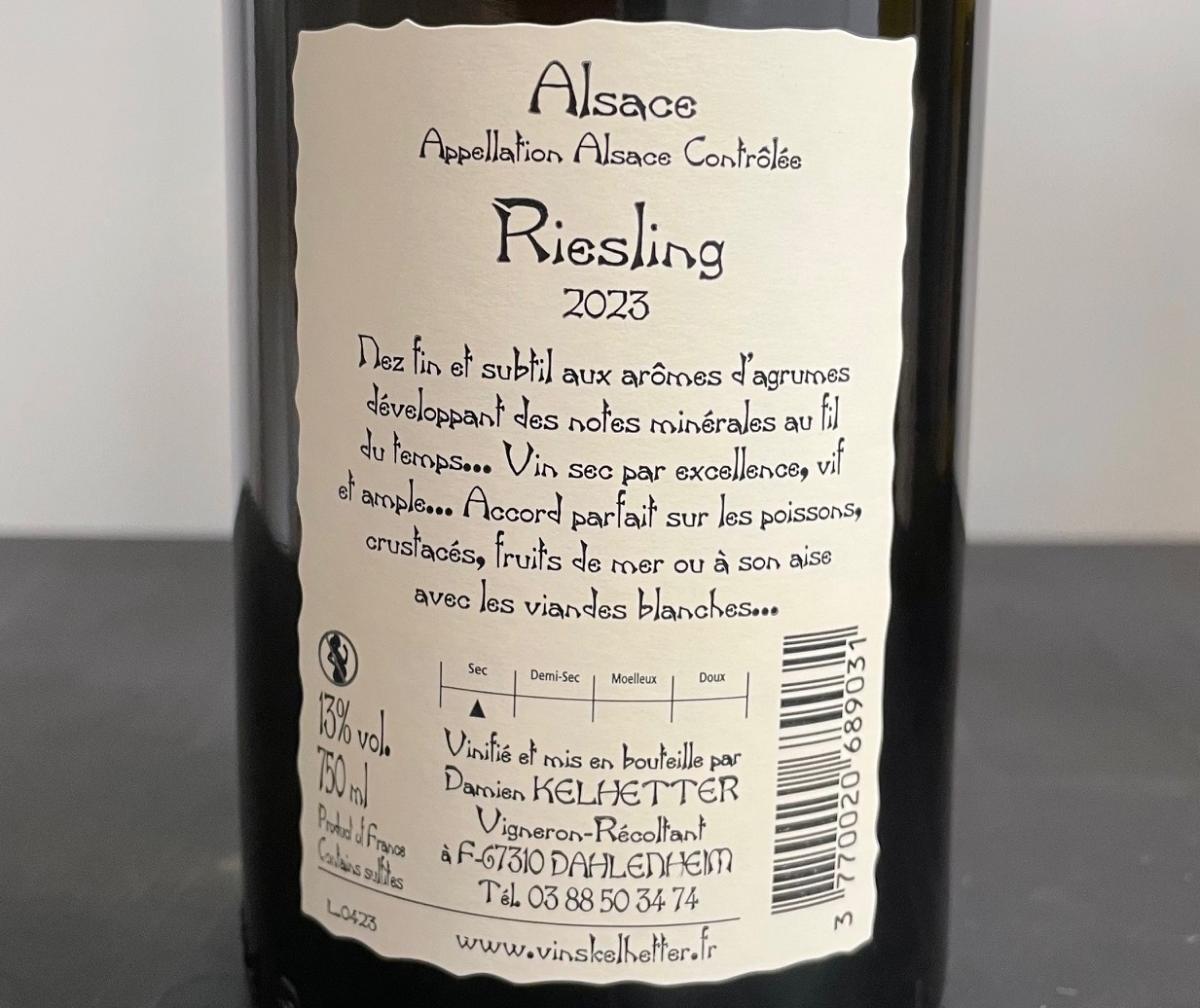 Alsace
Appellation Alsace Contrôlée
Riesling
2023
Nez fin et subtil aux arômes d'agrumes
développant des notes minérales au fil
du temps... Vin sec par excellence, vif
et ample... Accord parfait sur les poissons,
crustacés, fruits de mer ou à son aise
avec les viandes blanches...
Sec Demi-Sec Moelleux Doux
13% vol.
750 ml
Product of France
Contains sulfites
L.0423
Vinifié et mis en bouteille par
Damien KELHETTER
Vigneron-Récoltant
à F-67310 DAHLENHEIM
Tél. 03 88 50 34 74
www.vinskelhetter.fr
3 770020 689031